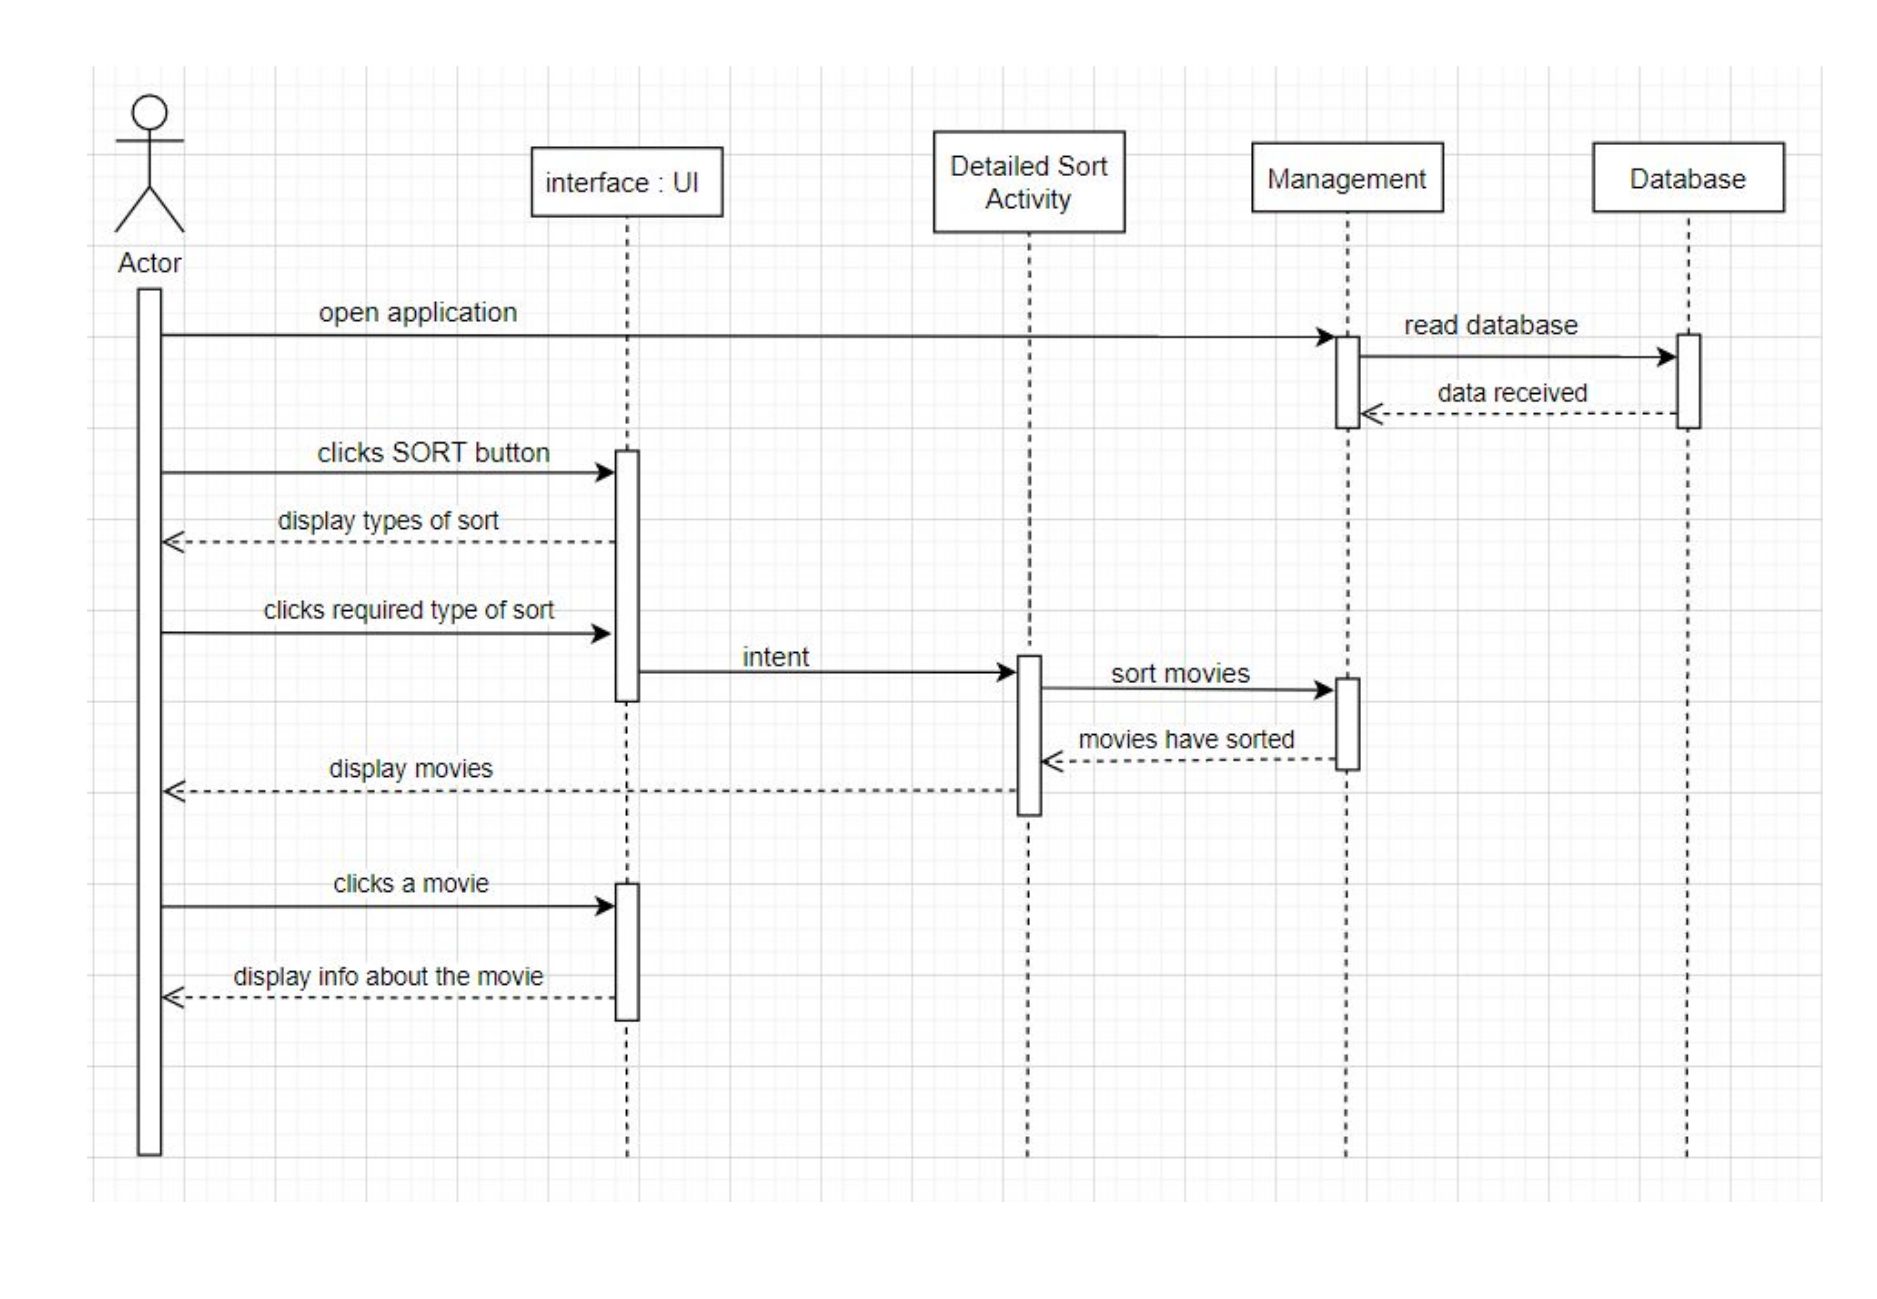 Actor
interface : UI
Detailed Sort
Activity
Management
Database
open application
read database
data received
clicks SORT button
display types of sort
clicks required type of sort
intent
sort movies
movies have sorted
display movies
clicks a movie
display info about the movie